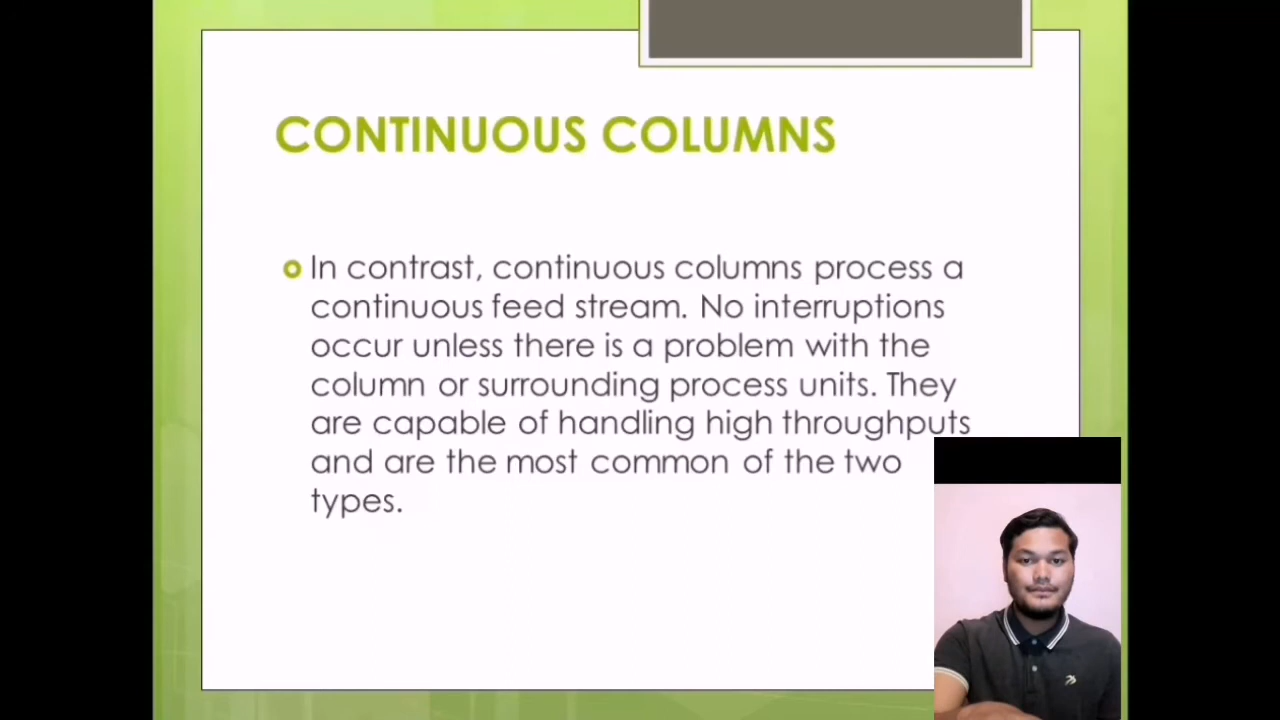 CONTINUOUS COLUMNS
In contrast, continuous columns process a
continuous feed stream. No interruptions
occur unless there is a problem with the
column or surrounding process units. They
are capable of handling high throughputs
and are the most common of the two
types.